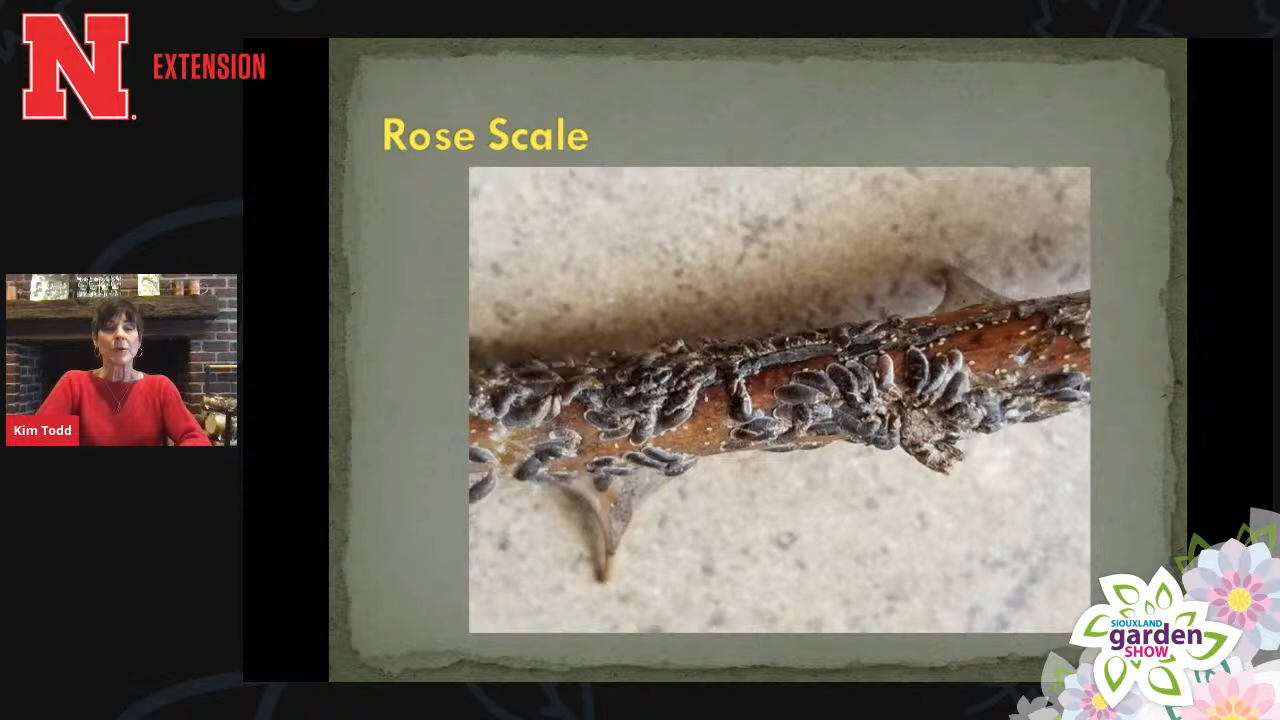 N
EXTENSION
Rose Scale
Kim Todd
SIOUXLAND
garden
SHOW